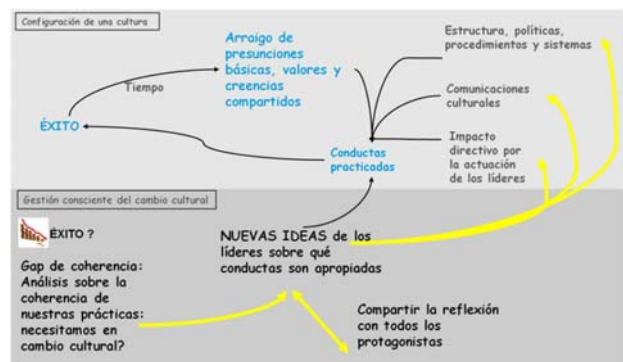 Configuración de una cultura
Arraigo de
presunciones
básicas, valores y
creencias
compartidos
Estructura, políticas,
procedimientos y sistemas
Tiempo
Comunicaciones
culturales
ÉXITO
Conductas
practicadas
Impacto
directivo por
la actuación
de los líderes
Gestión consciente del cambio cultural
ÉXITO ?
NUEVAS IDEAS de los
líderes sobre qué
conductas son apropiadas
Gap de coherencia:
Análisis sobre la
coherencia de
nuestras prácticas:
necesitamos en
cambio cultural?
Compartir la reflexión
con todos los
protagonistas